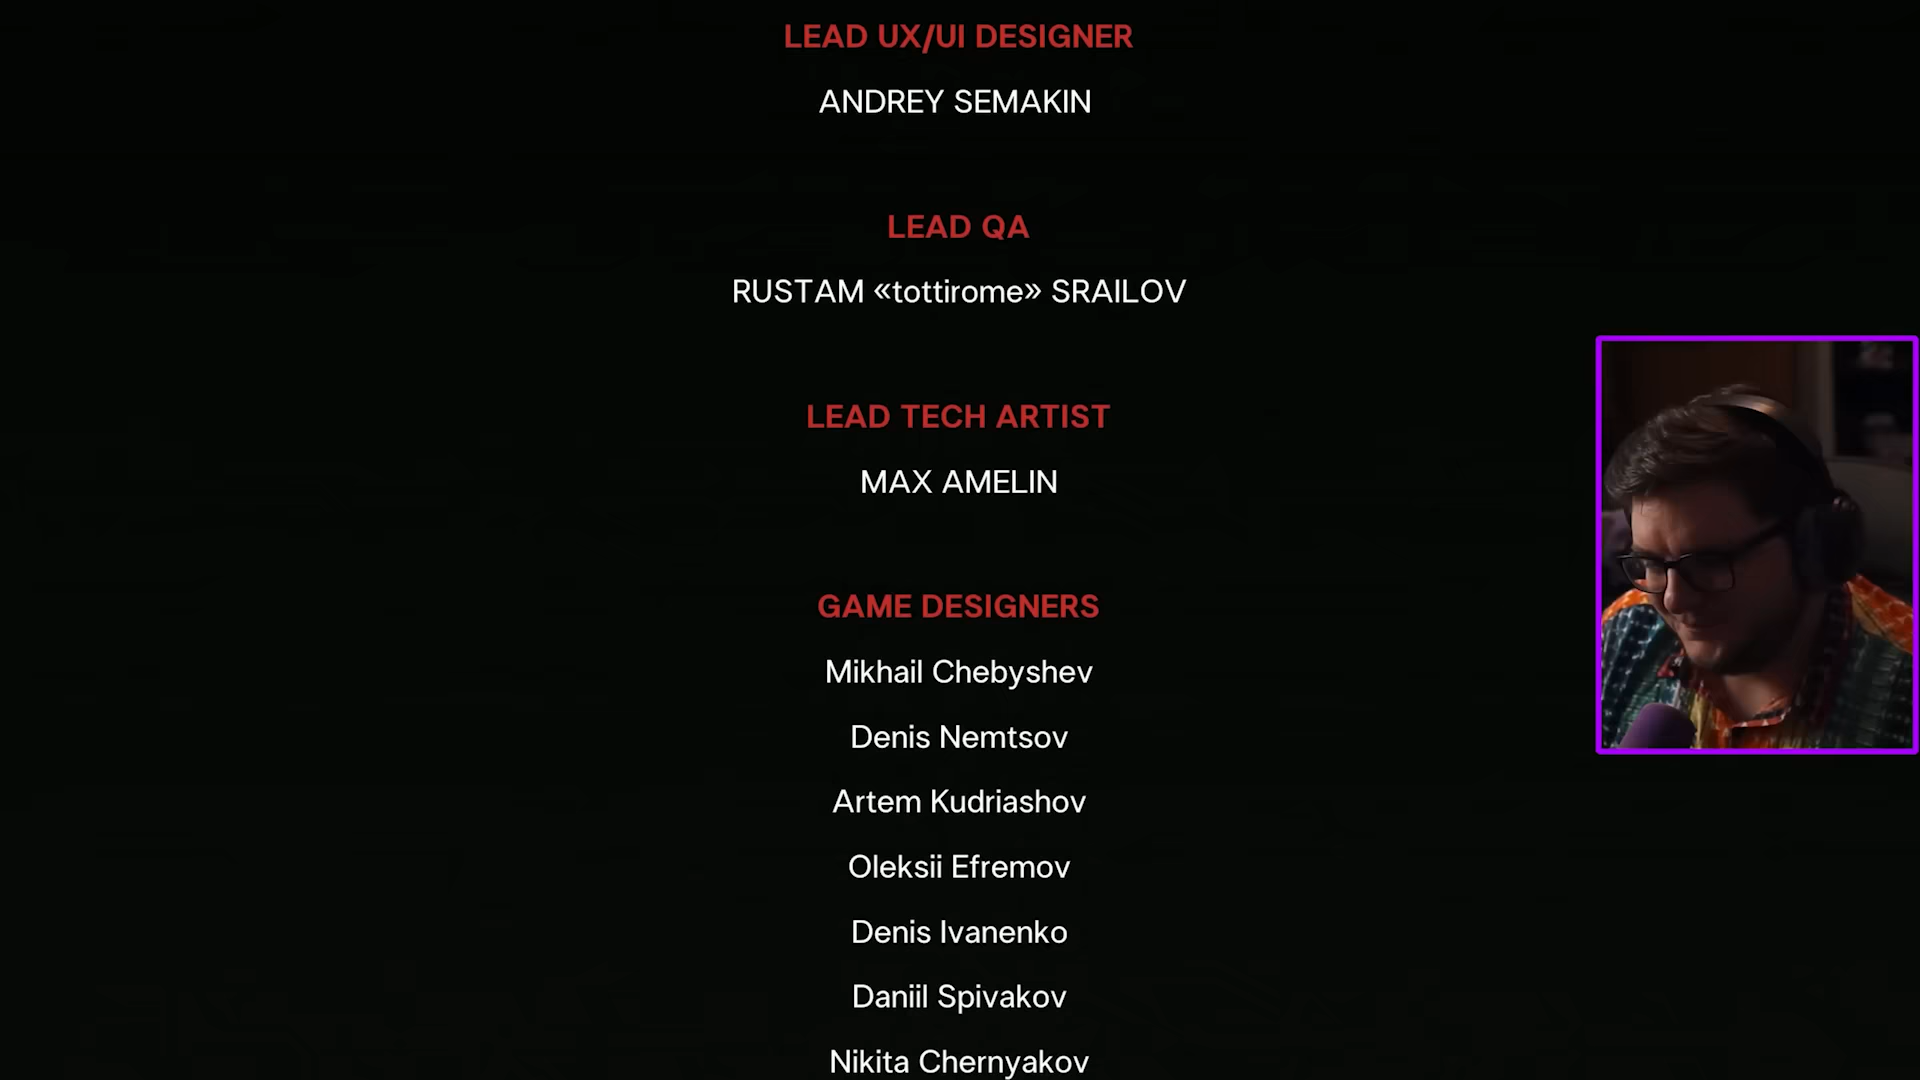 LEAD UX/UI DESIGNER
ANDREY SEMAKIN
LEAD QA
RUSTAM «tottirome» SRAILOV
LEAD TECH ARTIST
MAX AMELIN
GAME DESIGNERS
Mikhail Chebyshev
Denis Nemtsov
Artem Kudriashov
Oleksii Efremov
Denis Ivanenko
Daniil Spivakov
Nikita Chernyakov